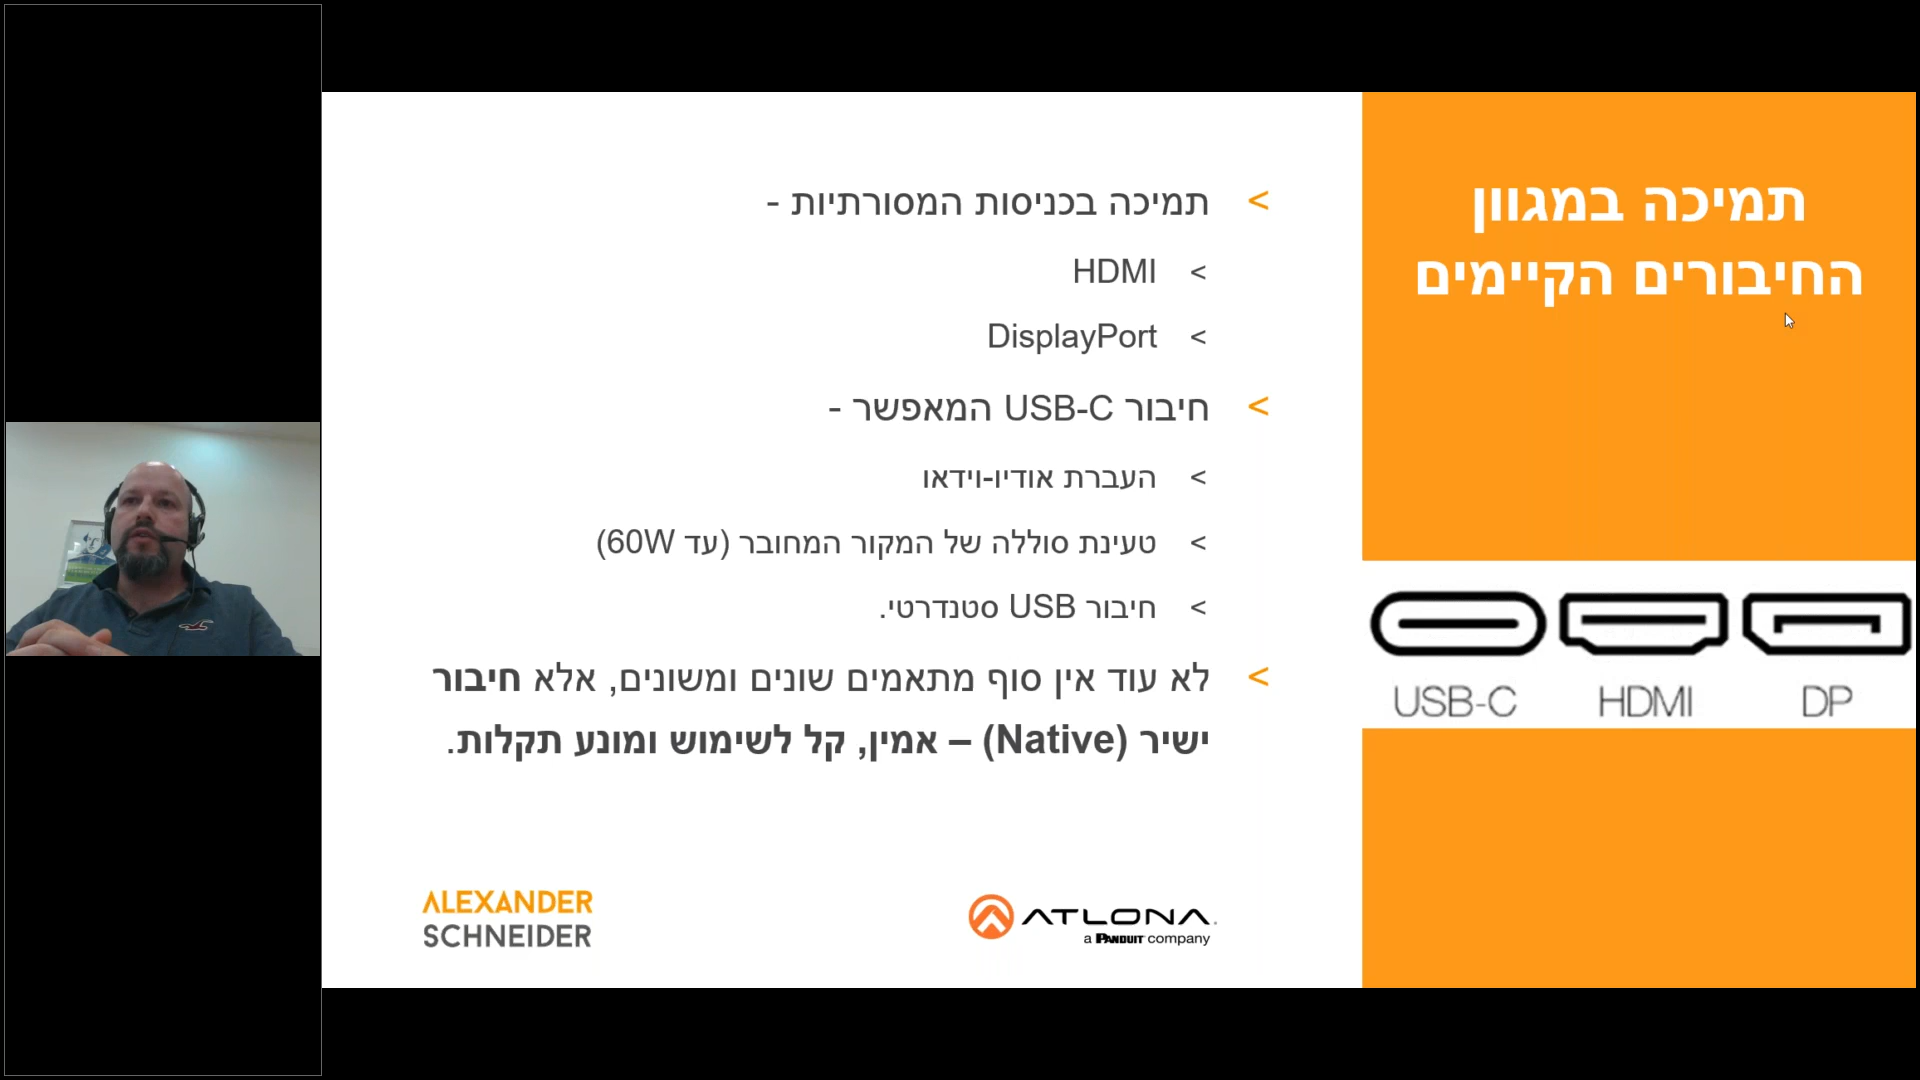 תמיכה במגוון
החיבורים הקיימים
> תמיכה בכניסות המסורתיות -
> HDMI
> DisplayPort
> חיבור USB-C המאפשר -
> העברת אודיו-וידאו
> טעינת סוללה של המקור המחובר (עד 60W)
> חיבור USB סטנדרטי.
> לא עוד אין סוף מתאמים שונים ומשונים, אלא חיבור
ישיר (Native) – אמין, קל לשימוש ומונע תקלות.
USB-C HDMI DP
ALEXANDER
SCHNEIDER
ATLONA
a PANDUIT company